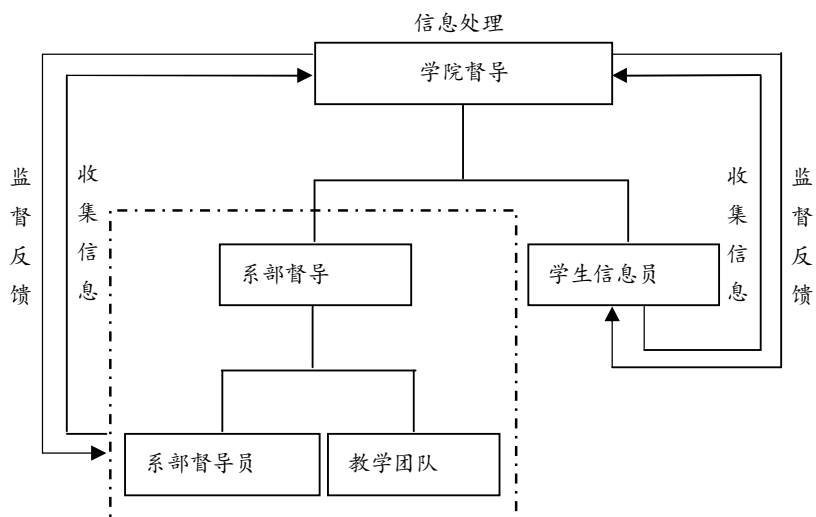 信息处理
学院督导
监督反馈
收集信息
收集信息
监督反馈
系部督导
学生信息员
系部督导员
教学团队